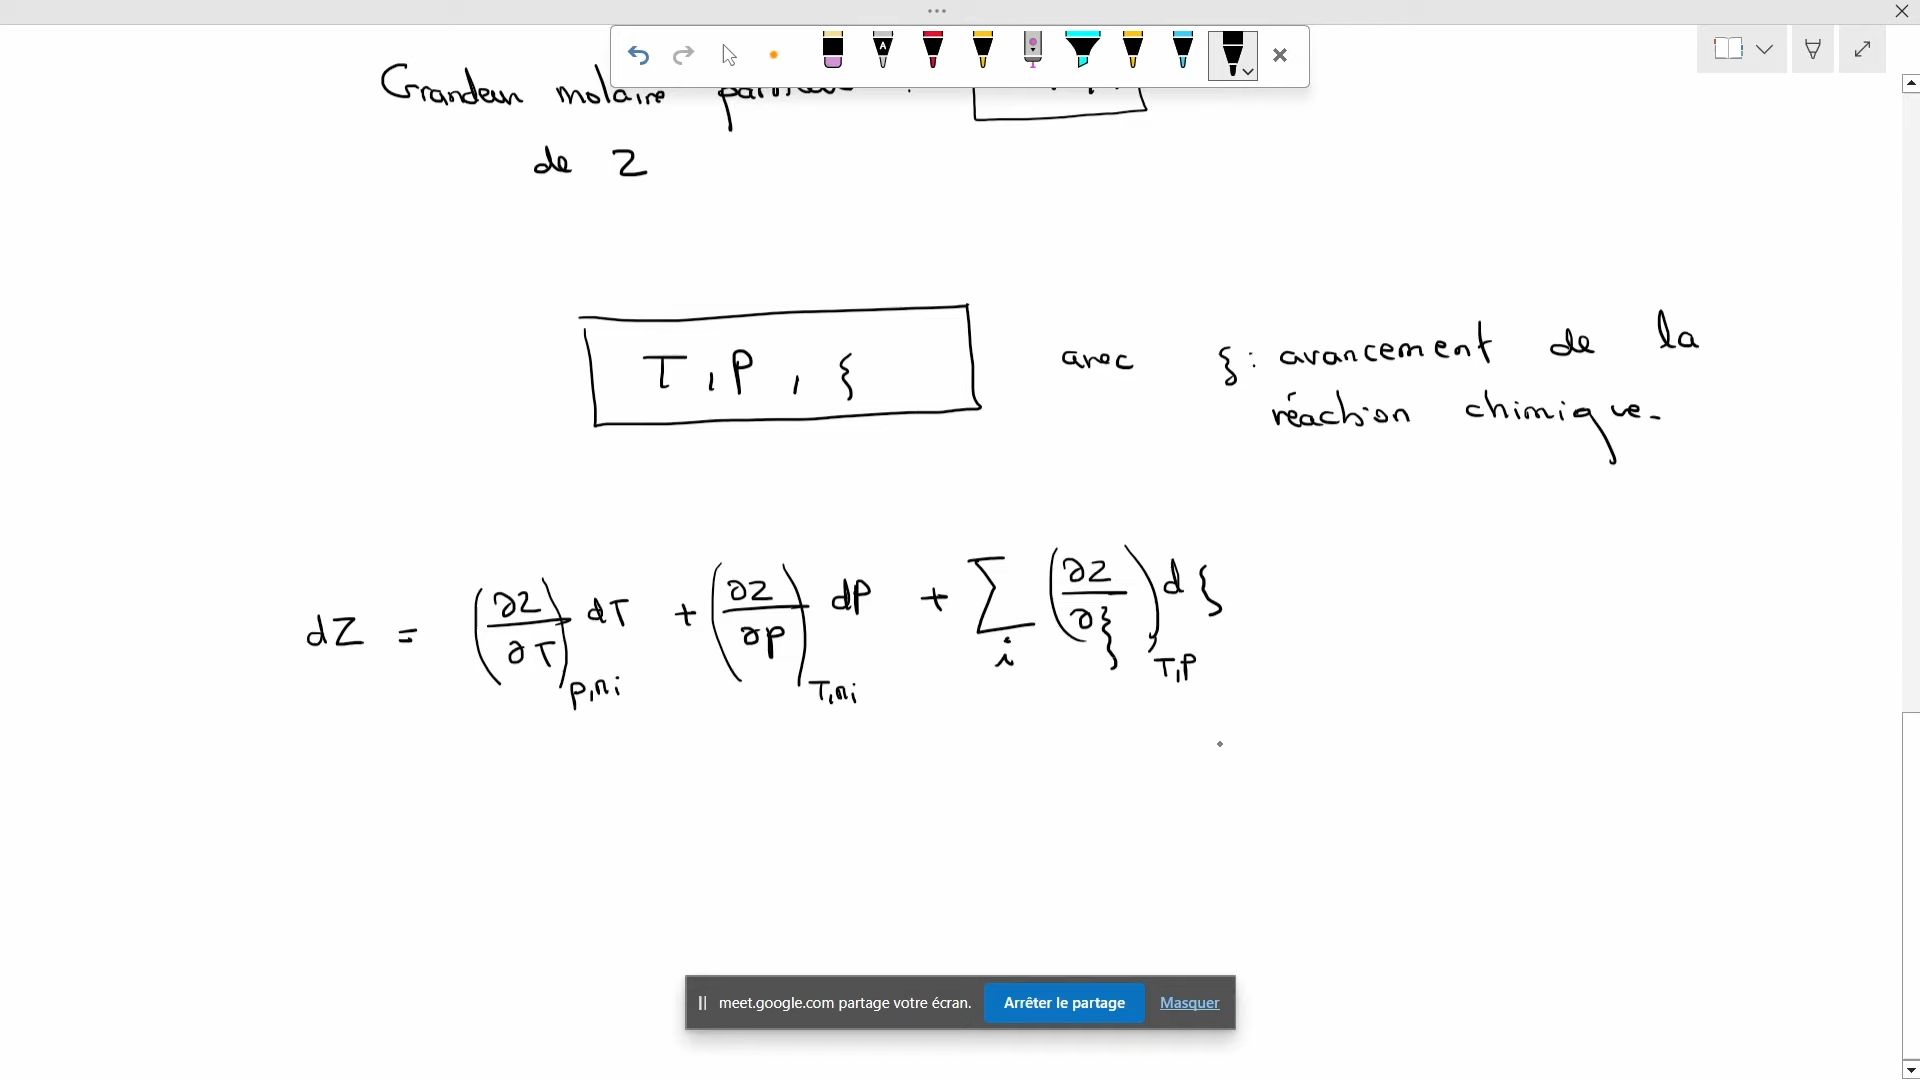 Grandeur molaire
de Z
T, P, ξ avec ξ : avancement de la
réaction chimique.
dZ = (∂Z/∂T)_{P,ni} dT + (∂Z/∂P)_{T,ni} dP + Σ_i (∂Z/∂ξ)_{T,P} dξ
meet.google.com partage votre écran. Arrêter le partage Masquer